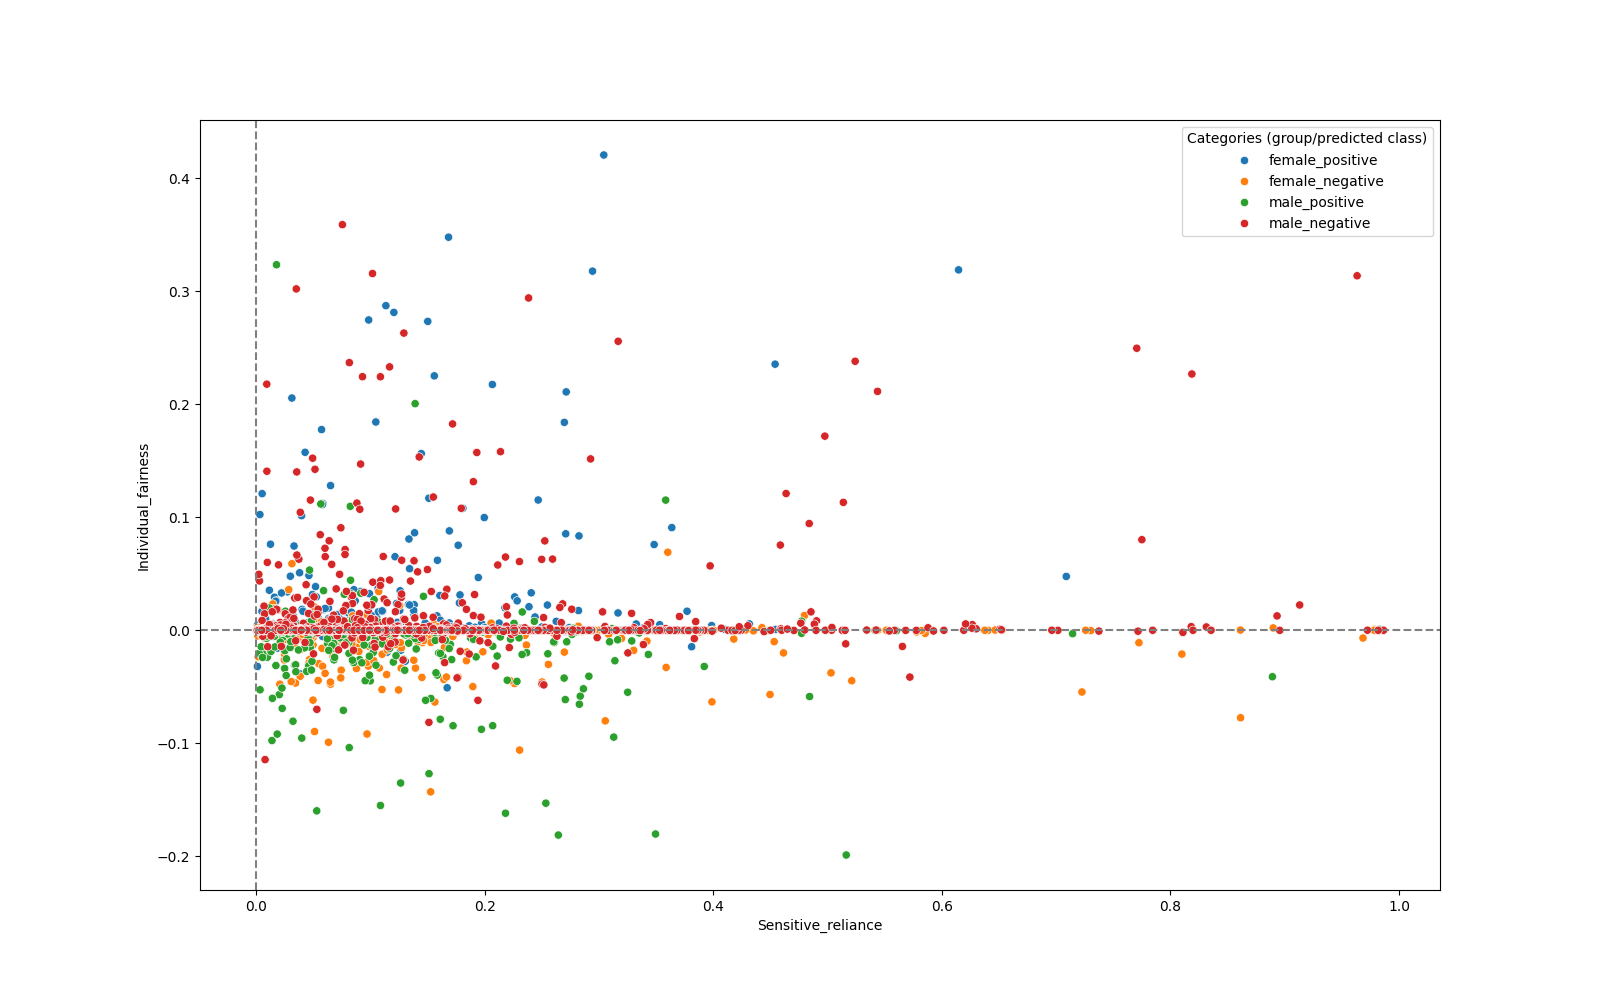 Categories (group/predicted class)
female_positive
female_negative
male_positive
male_negative
0.4
0.3
0.2
0.1
0.0
−0.1
−0.2
Individual_fairness
0.0 0.2 0.4 0.6 0.8 1.0
Sensitive_reliance